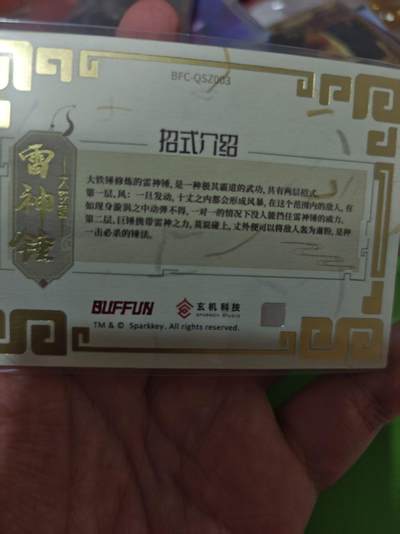 BFC-QSZ003
招式介绍
雷神锤
大铁锤
大铁锤修炼的雷神锤，是一种极其霸道的武功，共有两层招式。
第一层，风：一旦发动，十丈之内都会形成风暴，在这个范围内的敌人，有
如现身漩涡之中动弹不得，一对一的情况下没人能挡住雷神锤的威力。
第二层，巨锤携带雷神之力，莫说碰上，丈外便可以将敌人轰为齑粉，是种
一击必杀的锤法。
BUFFUN
玄机科技
SPARKLY STUDIO
TM & © Sparkkey. All rights reserved.